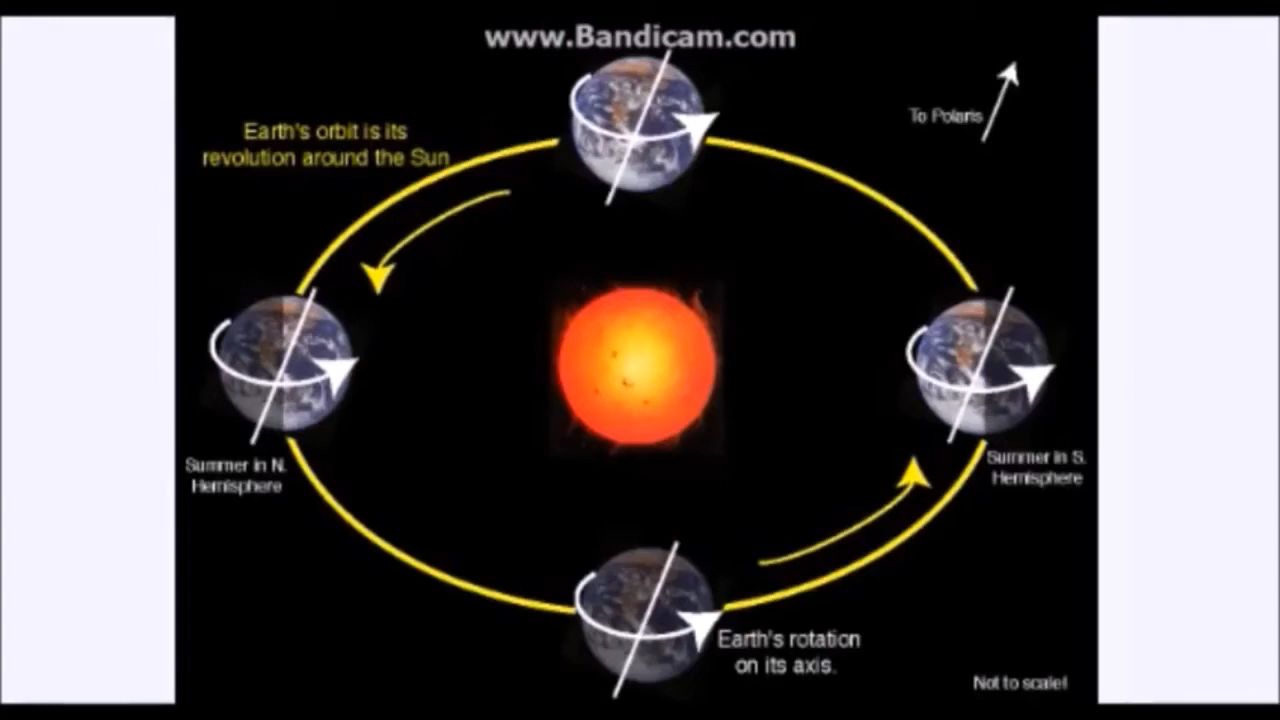 www.Bandicam.com
To Polaris
Earth's orbit is its
revolution around the Sun
Summer in N.
Hemisphere
Summer in S.
Hemisphere
Earth's rotation
on its axis.
Not to scale!